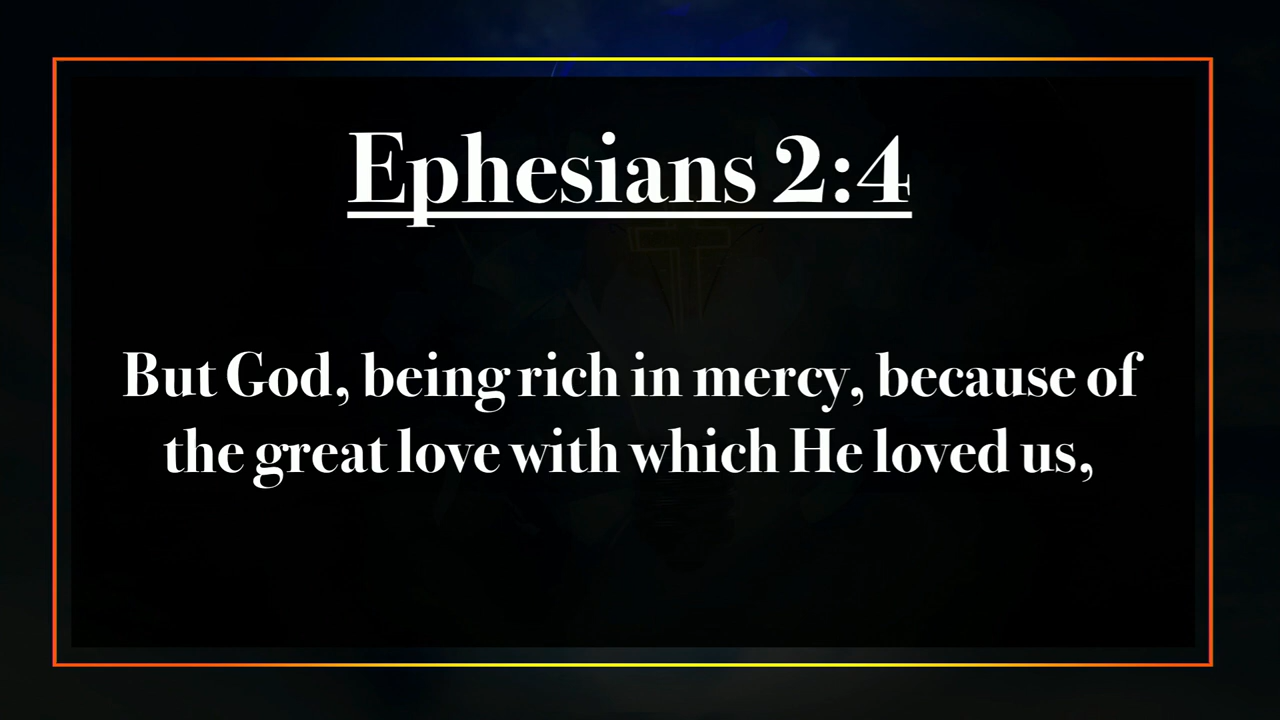 Ephesians 2:4
But God, being rich in mercy, because of
the great love with which He loved us,